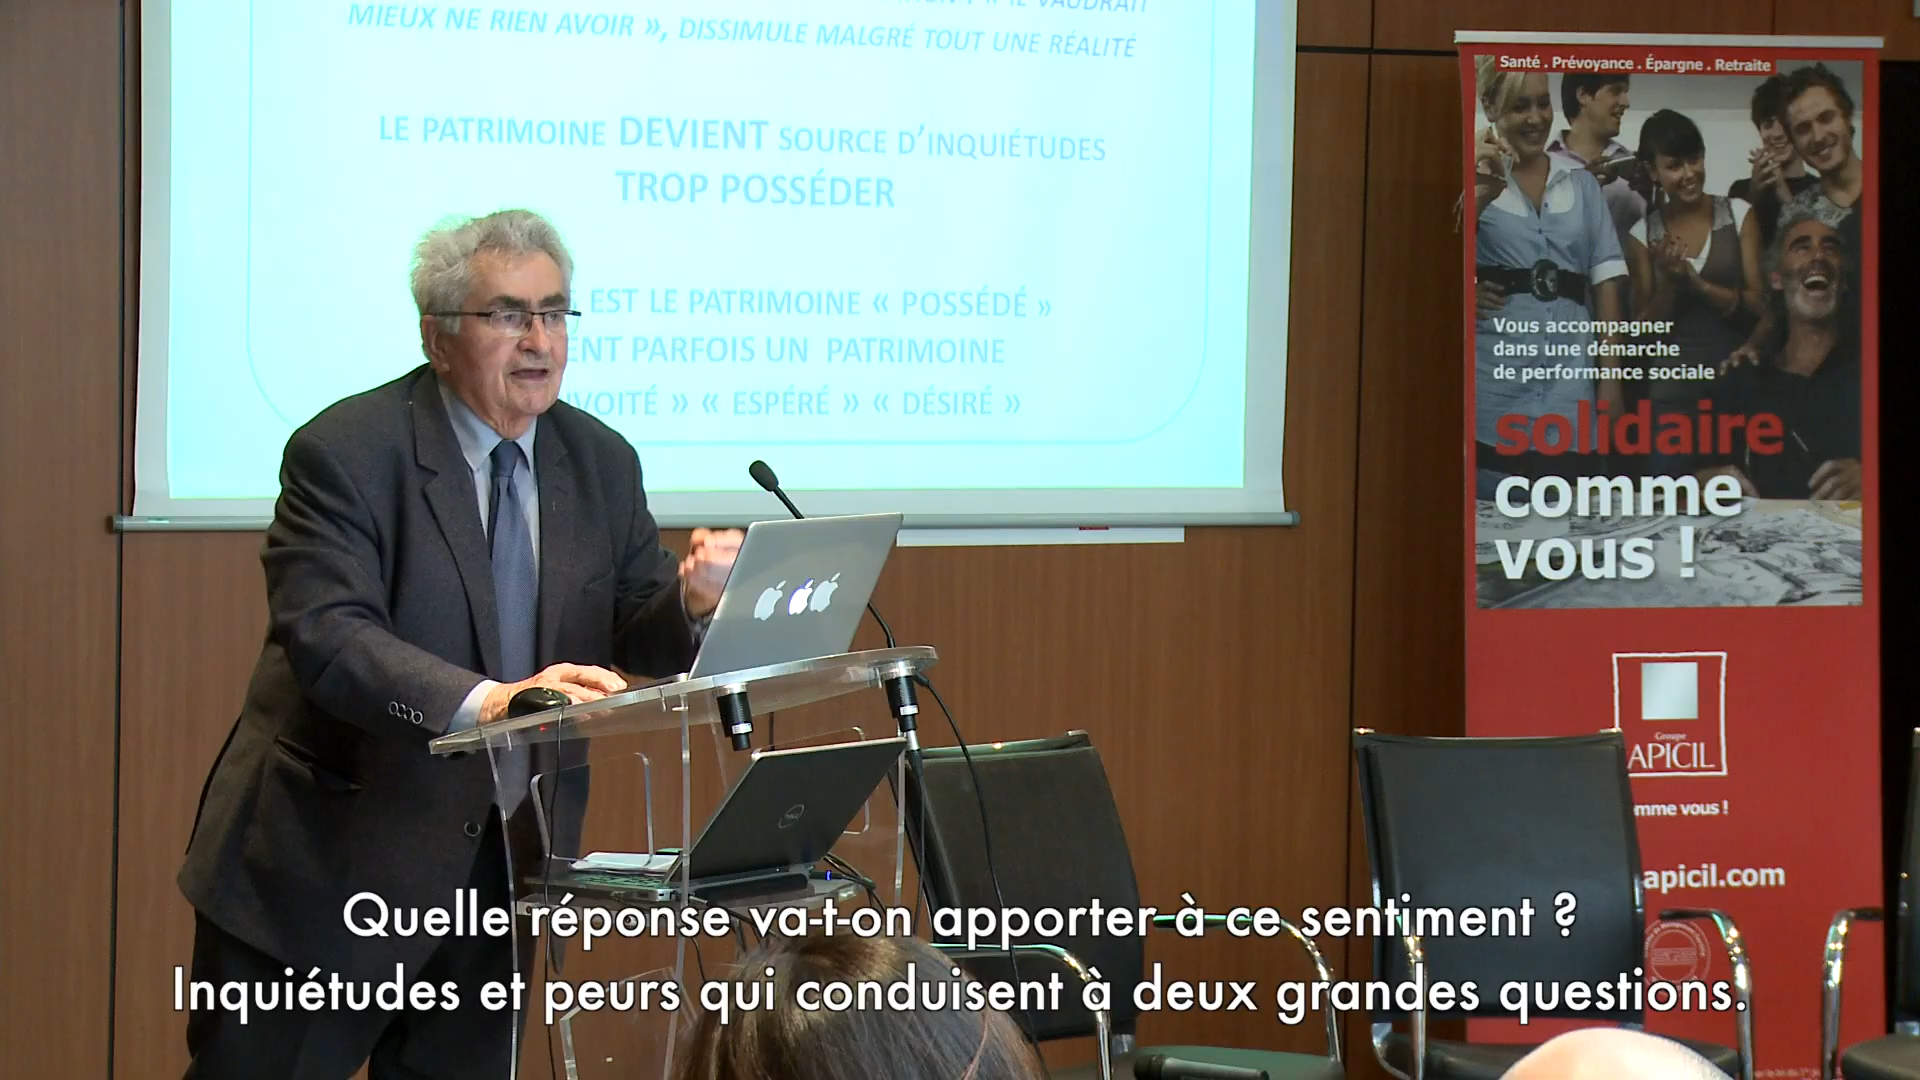 VAUDRAIT
MIEUX NE RIEN AVOIR », DISSIMULE MALGRÉ TOUT UNE RÉALITÉ
LE PATRIMOINE DEVIENT SOURCE D'INQUIÉTUDES
TROP POSSÉDER
EST LE PATRIMOINE « POSSÉDÉ »
ENT PARFOIS UN PATRIMOINE
VOITÉ » « ESPÉRÉ » « DÉSIRÉ »
Santé . Prévoyance . Épargne . Retraite
Vous accompagner
dans une démarche
de performance sociale
solidaire
comme
vous !
Groupe
APICIL
mme vous !
apicil.com
DELL
Quelle réponse va-t-on apporter à ce sentiment ?
Inquiétudes et peurs qui conduisent à deux grandes questions.